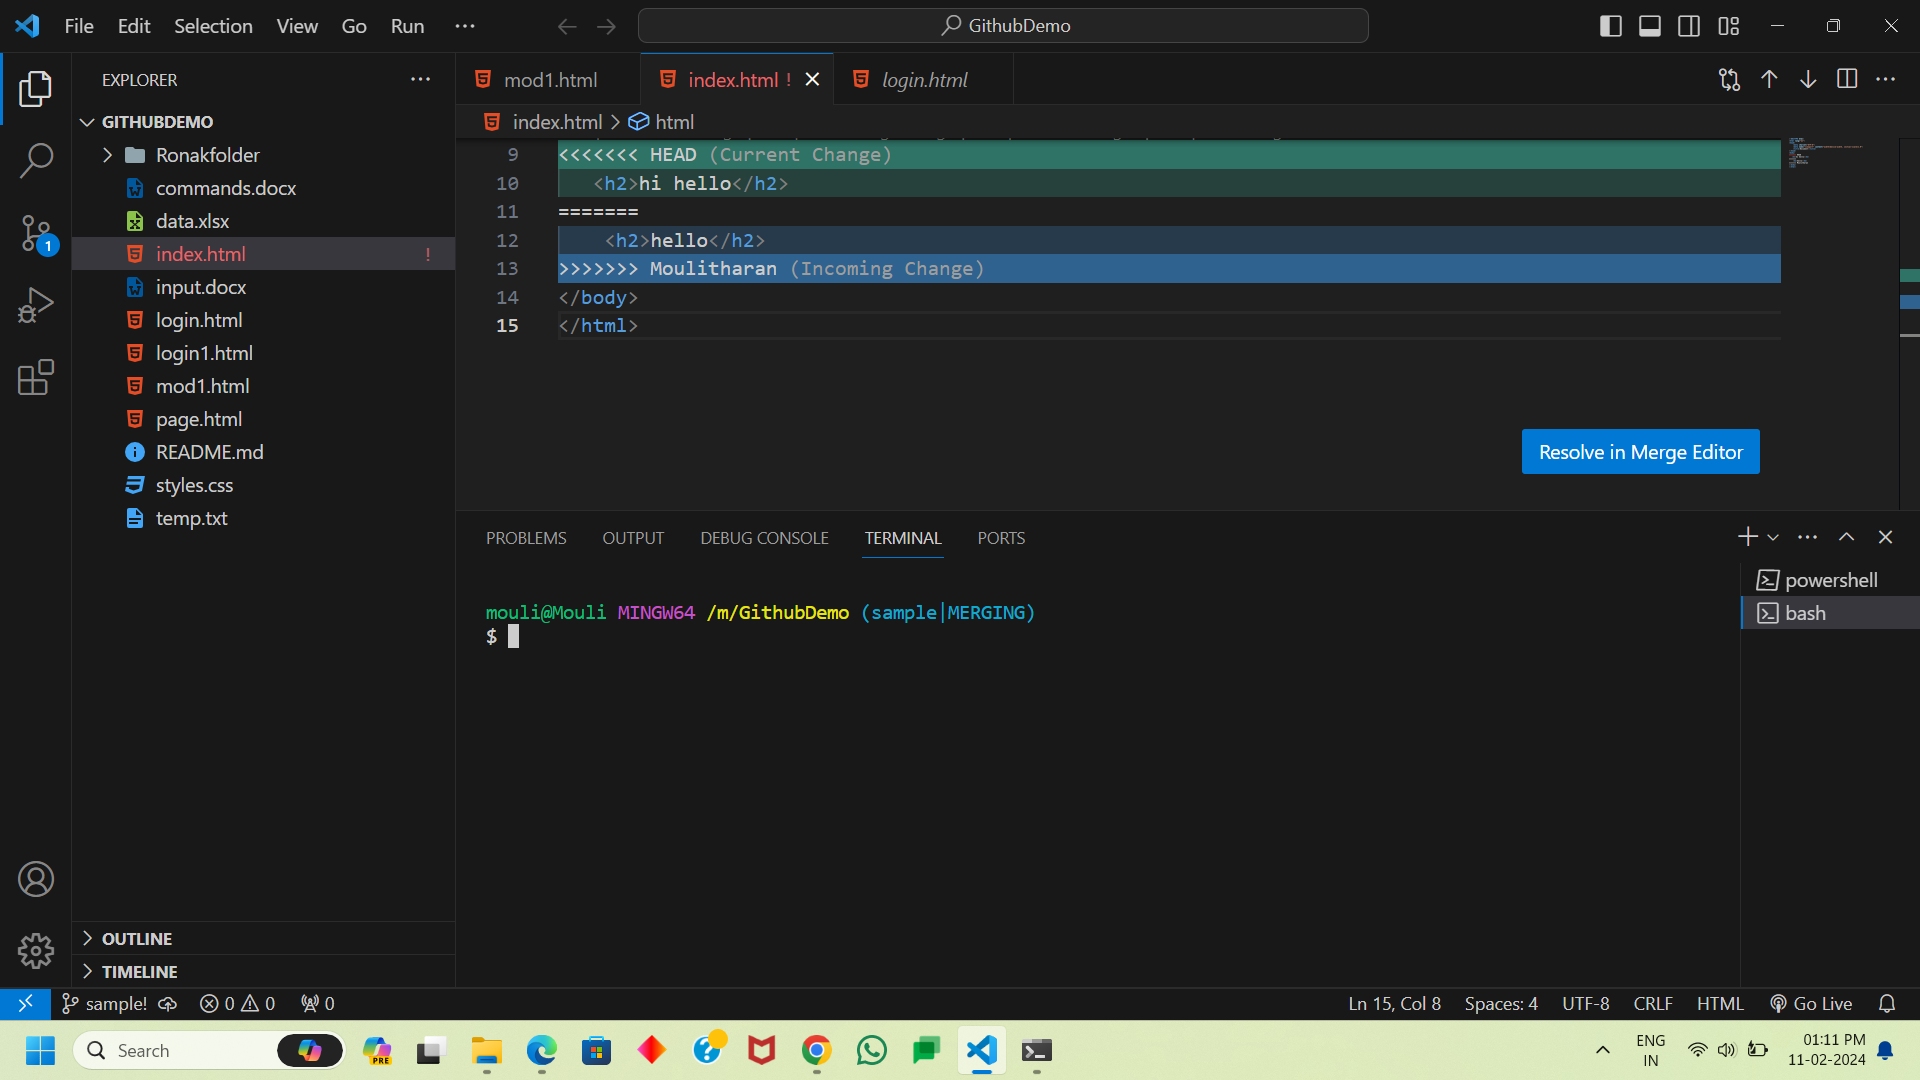 File Edit Selection View Go Run ··· GithubDemo
EXPLORER ···
GITHUBDEMO
Ronakfolder
commands.docx
data.xlsx
index.html !
input.docx
login.html
login1.html
mod1.html
page.html
README.md
styles.css
temp.txt
OUTLINE
TIMELINE
1
mod1.html index.html ! login.html
index.html > html
9 <<<<<<< HEAD (Current Change)
10 <h2>hi hello</h2>
11 =======
12 <h2>hello</h2>
13 >>>>>>> Moulitharan (Incoming Change)
14 </body>
15 </html>
Resolve in Merge Editor
PROBLEMS OUTPUT DEBUG CONSOLE TERMINAL PORTS
mouli@Mouli MINGW64 /m/GithubDemo (sample|MERGING)
$
powershell
bash
sample! 0 0 0 Ln 15, Col 8 Spaces: 4 UTF-8 CRLF HTML Go Live
Search PRE ENG IN 01:11 PM 11-02-2024